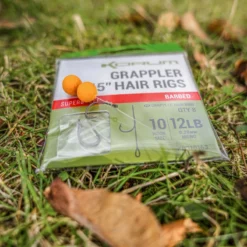 KORUM
GRAPPLER
5" HAIR RIGS
SUPER
BARBED
10 12LB